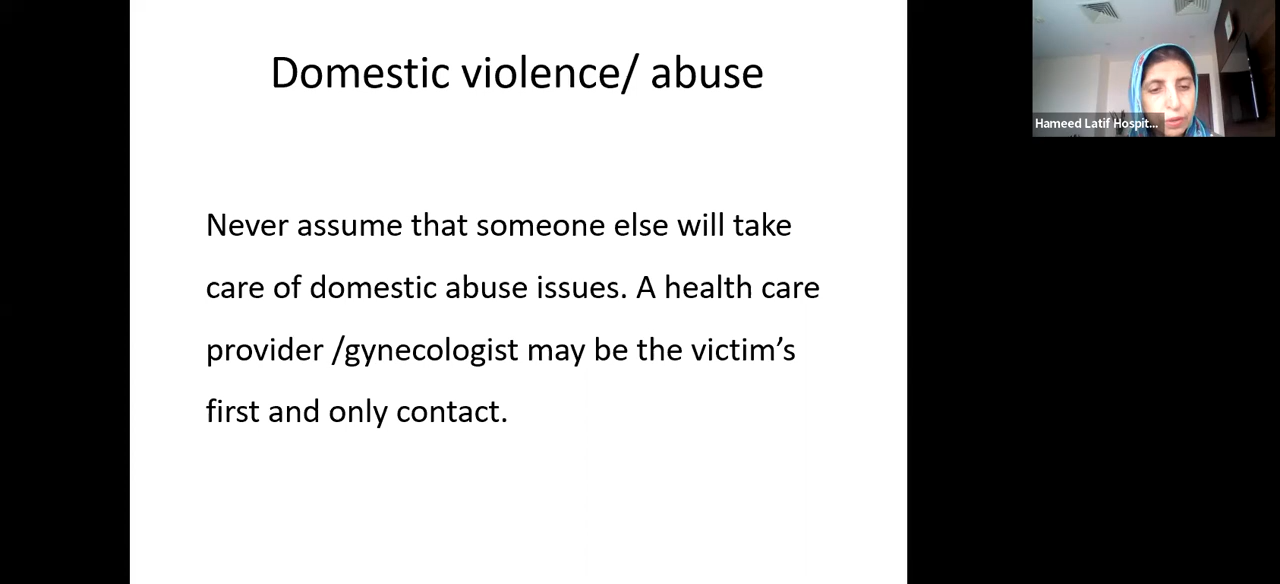 Domestic violence/ abuse
Never assume that someone else will take
care of domestic abuse issues. A health care
provider /gynecologist may be the victim’s
first and only contact.
Hameed Latif Hospit...